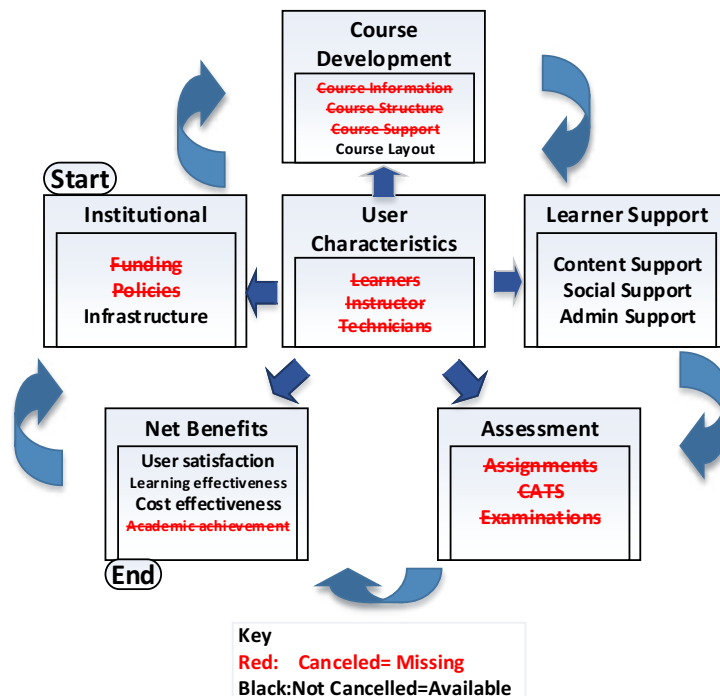 Course
Development
Course Information
Course Structure
Course Support
Course Layout
Start
Institutional
Funding
Policies
Infrastructure
User
Characteristics
Learners
Instructor
Technicians
Learner Support
Content Support
Social Support
Admin Support
Net Benefits
User satisfaction
Learning effectiveness
Cost effectiveness
Academic achievement
End
Assessment
Assignments
CATS
Examinations
Key
Red: Canceled= Missing
Black:Not Cancelled=Available